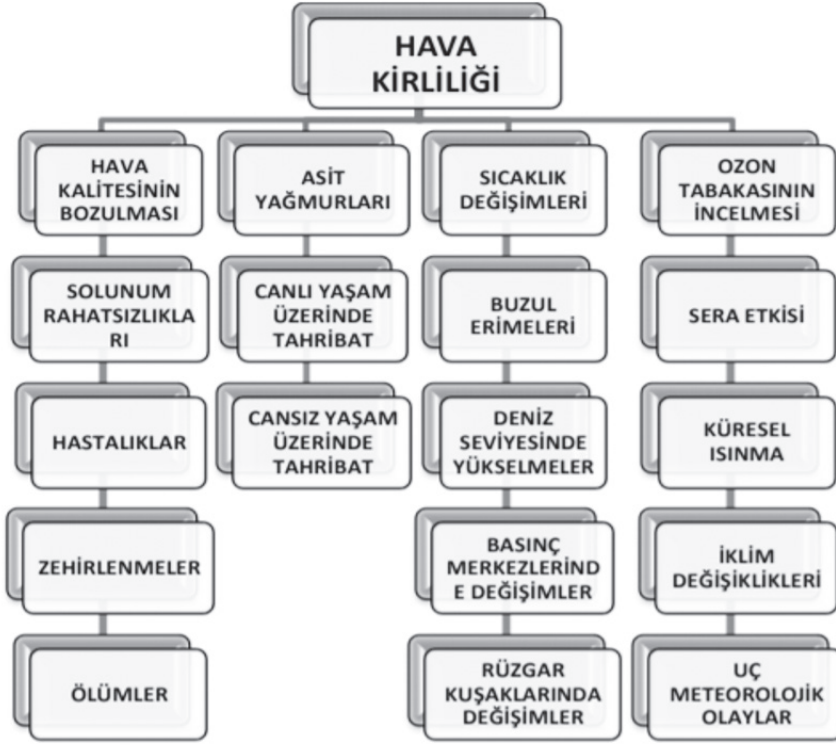 HAVA
KİRLİLİĞİ
HAVA
KALİTESİNİN
BOZULMASI
SOLUNUM
RAHATSIZLIKLA
RI
HASTALIKLAR
ZEHİRLENMELER
ÖLÜMLER
ASİT
YAĞMURLARI
CANLI YAŞAM
ÜZERİNDE
TAHRİBAT
CANSIZ YAŞAM
ÜZERİNDE
TAHRİBAT
SICAKLIK
DEĞİŞİMLERİ
BUZUL
ERİMELERİ
DENİZ
SEVİYESİNDE
YÜKSELMELER
BASINÇ
MERKEZLERİND
E DEĞİŞİMLER
RÜZGAR
KUŞAKLARINDA
DEĞİŞİMLER
OZON
TABAKASININ
İNCELMESİ
SERA ETKİSİ
KÜRESEL
ISINMA
İKLİM
DEĞİŞİKLİKLERİ
UÇ
METEOROLOJİK
OLAYLAR